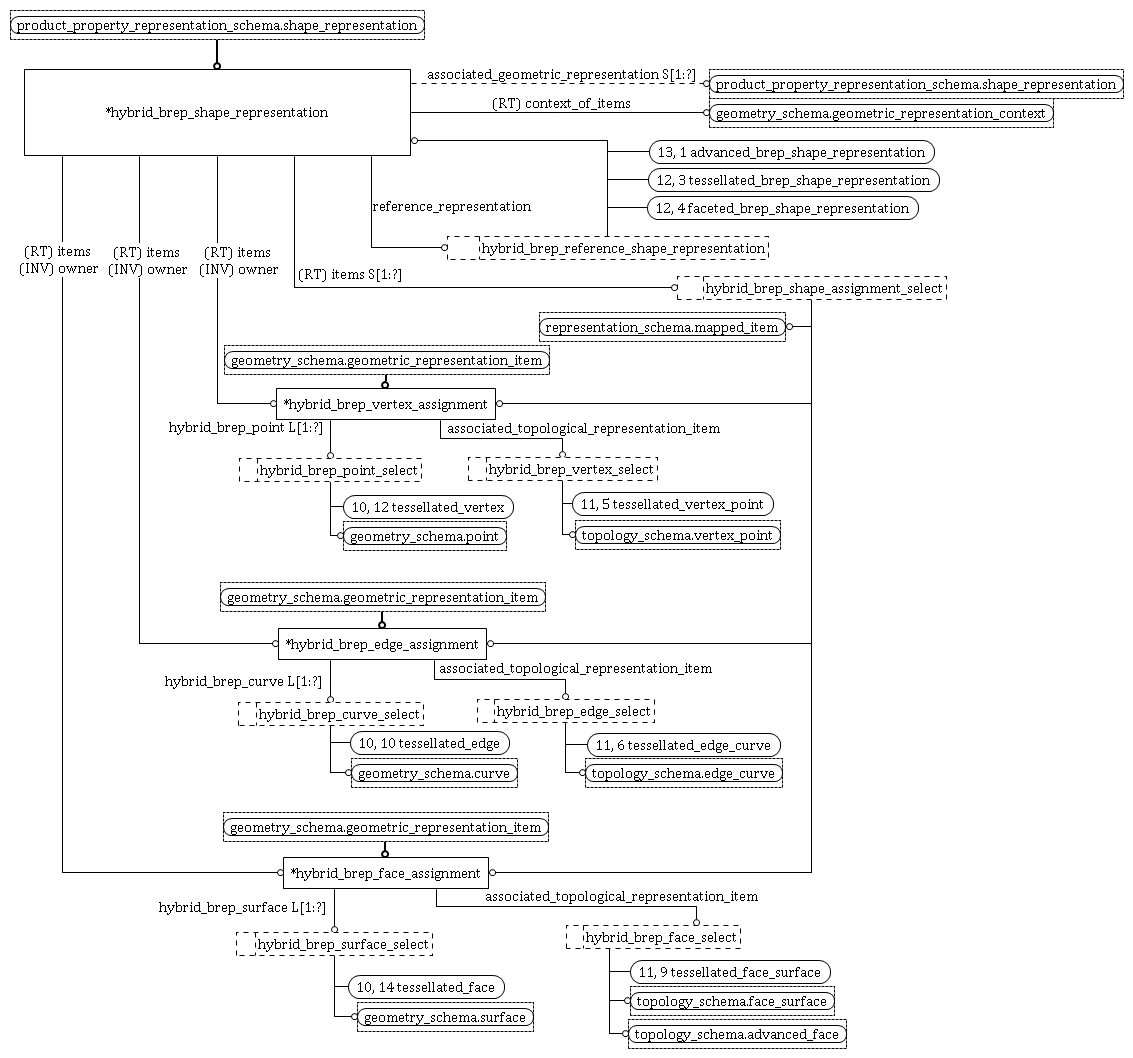 product_property_representation_schema.shape_representation
associated_geometric_representation S[1:?]
product_property_representation_schema.shape_representation
*hybrid_brep_shape_representation
(RT) context_of_items
geometry_schema.geometric_representation_context
13, 1 advanced_brep_shape_representation
12, 3 tessellated_brep_shape_representation
12, 4 faceted_brep_shape_representation
reference_representation
hybrid_brep_reference_shape_representation
(RT) items
(INV) owner
(RT) items
(INV) owner
(RT) items
(INV) owner
(RT) items S[1:?]
hybrid_brep_shape_assignment_select
representation_schema.mapped_item
geometry_schema.geometric_representation_item
*hybrid_brep_vertex_assignment
hybrid_brep_point L[1:?]
associated_topological_representation_item
hybrid_brep_point_select
hybrid_brep_vertex_select
10, 12 tessellated_vertex
11, 5 tessellated_vertex_point
geometry_schema.point
topology_schema.vertex_point
geometry_schema.geometric_representation_item
*hybrid_brep_edge_assignment
hybrid_brep_curve L[1:?]
associated_topological_representation_item
hybrid_brep_curve_select
hybrid_brep_edge_select
10, 10 tessellated_edge
11, 6 tessellated_edge_curve
geometry_schema.curve
topology_schema.edge_curve
geometry_schema.geometric_representation_item
*hybrid_brep_face_assignment
hybrid_brep_surface L[1:?]
associated_topological_representation_item
hybrid_brep_surface_select
hybrid_brep_face_select
10, 14 tessellated_face
11, 9 tessellated_face_surface
geometry_schema.surface
topology_schema.face_surface
topology_schema.advanced_face